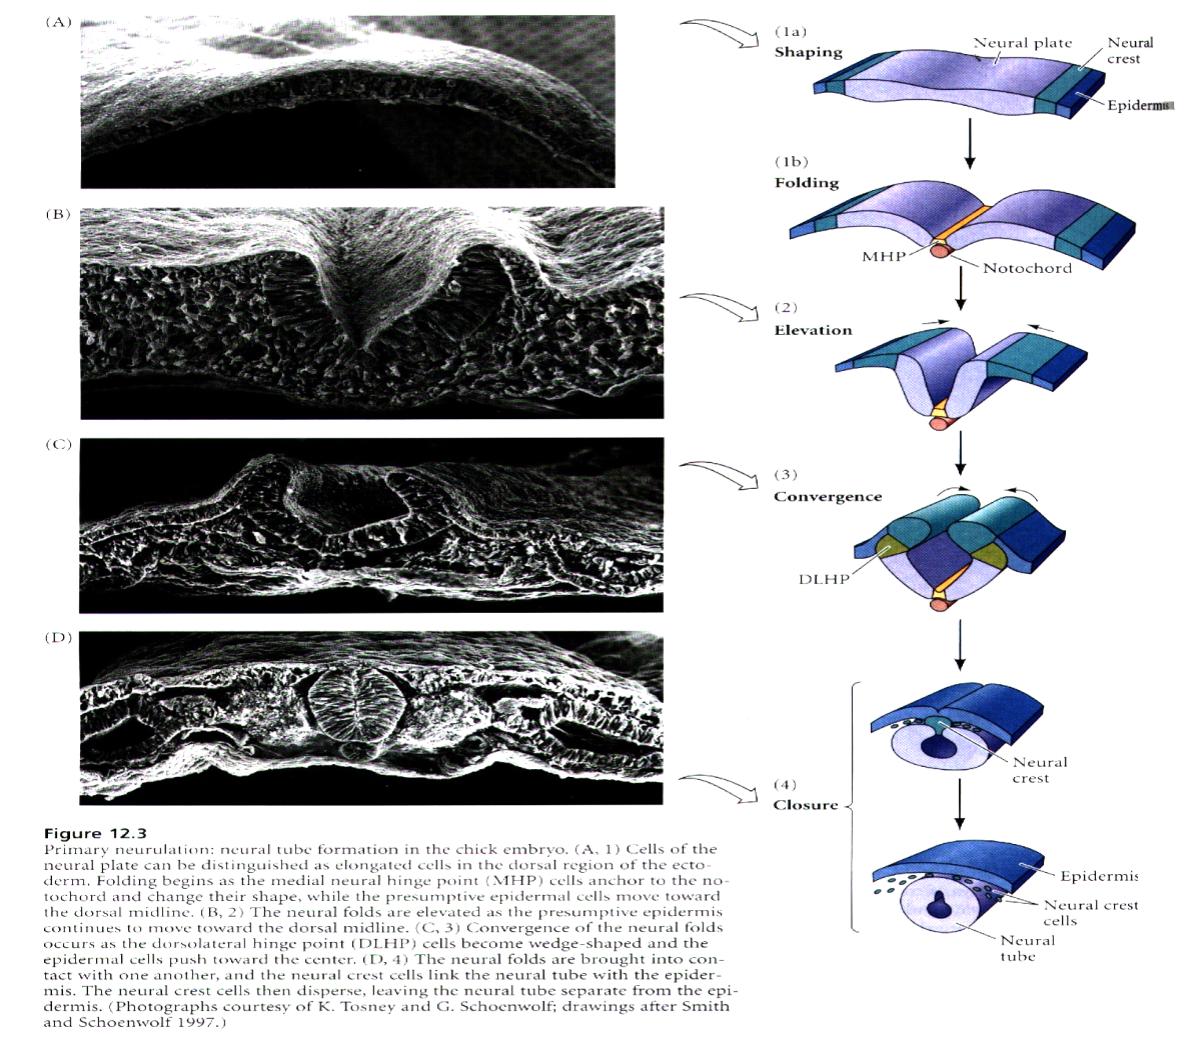 (A)
(1a)
Shaping
Neural plate
Neural
crest
Epidermis
(1b)
Folding
MHP
Notochord
(B)
(2)
Elevation
(C)
(3)
Convergence
DLHP
(D)
Neural
crest
(4)
Closure
Epidermis
Neural crest
cells
Neural
tube
Figure 12.3
Primary neurulation: neural tube formation in the chick embryo. (A, 1) Cells of the
neural plate can be distinguished as elongated cells in the dorsal region of the ecto-
derm. Folding begins as the medial neural hinge point (MHP) cells anchor to the no-
tochord and change their shape, while the presumptive epidermal cells move toward
the dorsal midline. (B, 2) The neural folds are elevated as the presumptive epidermis
continues to move toward the dorsal midline. (C, 3) Convergence of the neural folds
occurs as the dorsolateral hinge point (DLHP) cells become wedge-shaped and the
epidermal cells push toward the center. (D, 4) The neural folds are brought into con-
tact with one another, and the neural crest cells link the neural tube with the epider-
mis. The neural crest cells then disperse, leaving the neural tube separate from the epi-
dermis. (Photographs courtesy of K. Tosney and G. Schoenwolf; drawings after Smith
and Schoenwolf 1997.)